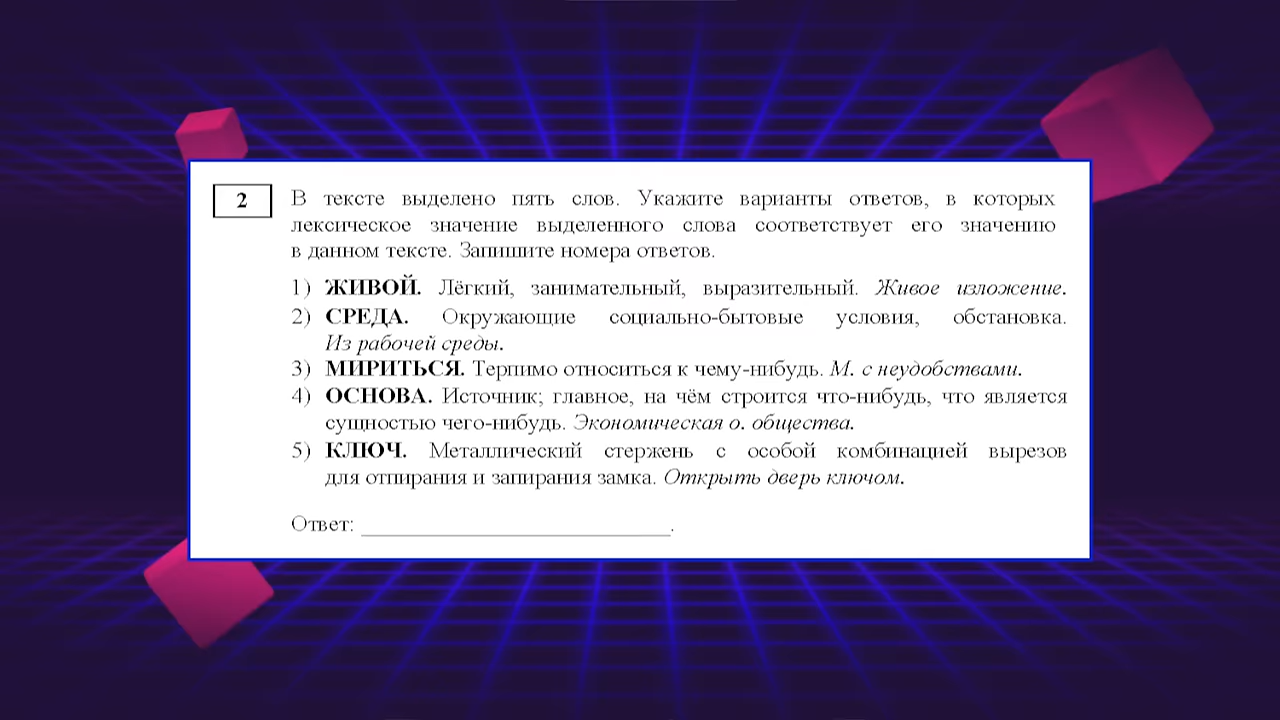 2
В тексте выделено пять слов. Укажите варианты ответов, в которых
лексическое значение выделенного слова соответствует его значению
в данном тексте. Запишите номера ответов.
1) ЖИВОЙ. Лёгкий, занимательный, выразительный. Живое изложение.
2) СРЕДА. Окружающие социально-бытовые условия, обстановка.
Из рабочей среды.
3) МИРИТЬСЯ. Терпимо относиться к чему-нибудь. М. с неудобствами.
4) ОСНОВА. Источник; главное, на чём строится что-нибудь, что является
сущностью чего-нибудь. Экономическая о. общества.
5) КЛЮЧ. Металлический стержень с особой комбинацией вырезов
для отпирания и запирания замка. Открыть дверь ключом.
Ответ: ____________________________.